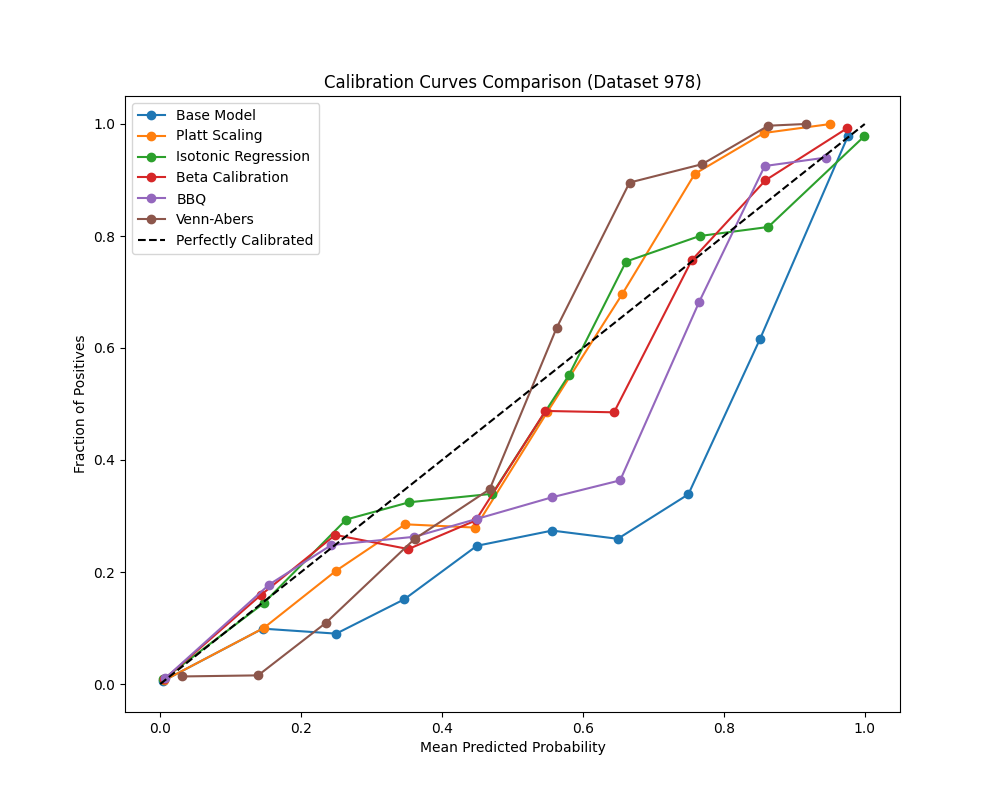 Calibration Curves Comparison (Dataset 978)
Base Model
Platt Scaling
Isotonic Regression
Beta Calibration
BBQ
Venn-Abers
Perfectly Calibrated
Fraction of Positives
1.0
0.8
0.6
0.4
0.2
0.0
0.0 0.2 0.4 0.6 0.8 1.0
Mean Predicted Probability